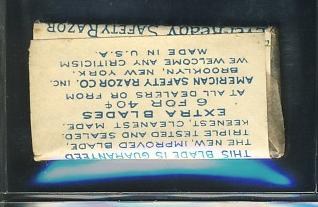 THIS BLADE IS GUARANTEED
THE NEW, IMPROVED BLADE,
TRIPLE TESTED AND SEALED.
KEENEST, CLEANEST MADE.
EXTRA BLADES
6 FOR 40¢
AT ALL DEALERS OR FROM
AMERICAN SAFETY RAZOR CO. INC.
BROOKLYN, NEW YORK.
WE WELCOME ANY CRITICISM
MADE IN U.S.A.
SAFETY RAZOR